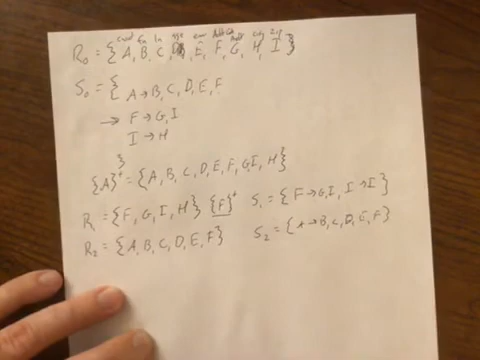 R₀ = { A, B, C, D, E, F, G, H, I }
S₀ = {
A → B, C, D, E, F
→ F → G, I
I → H
}
{A}⁺ = {A, B, C, D, E, F, G, I, H}
R₁ = {F, G, I, H} {F}⁺ S₁ = {F → G, I, I → I}
R₂ = {A, B, C, D, E, F} S₂ = {A → B, C, D, E, F}